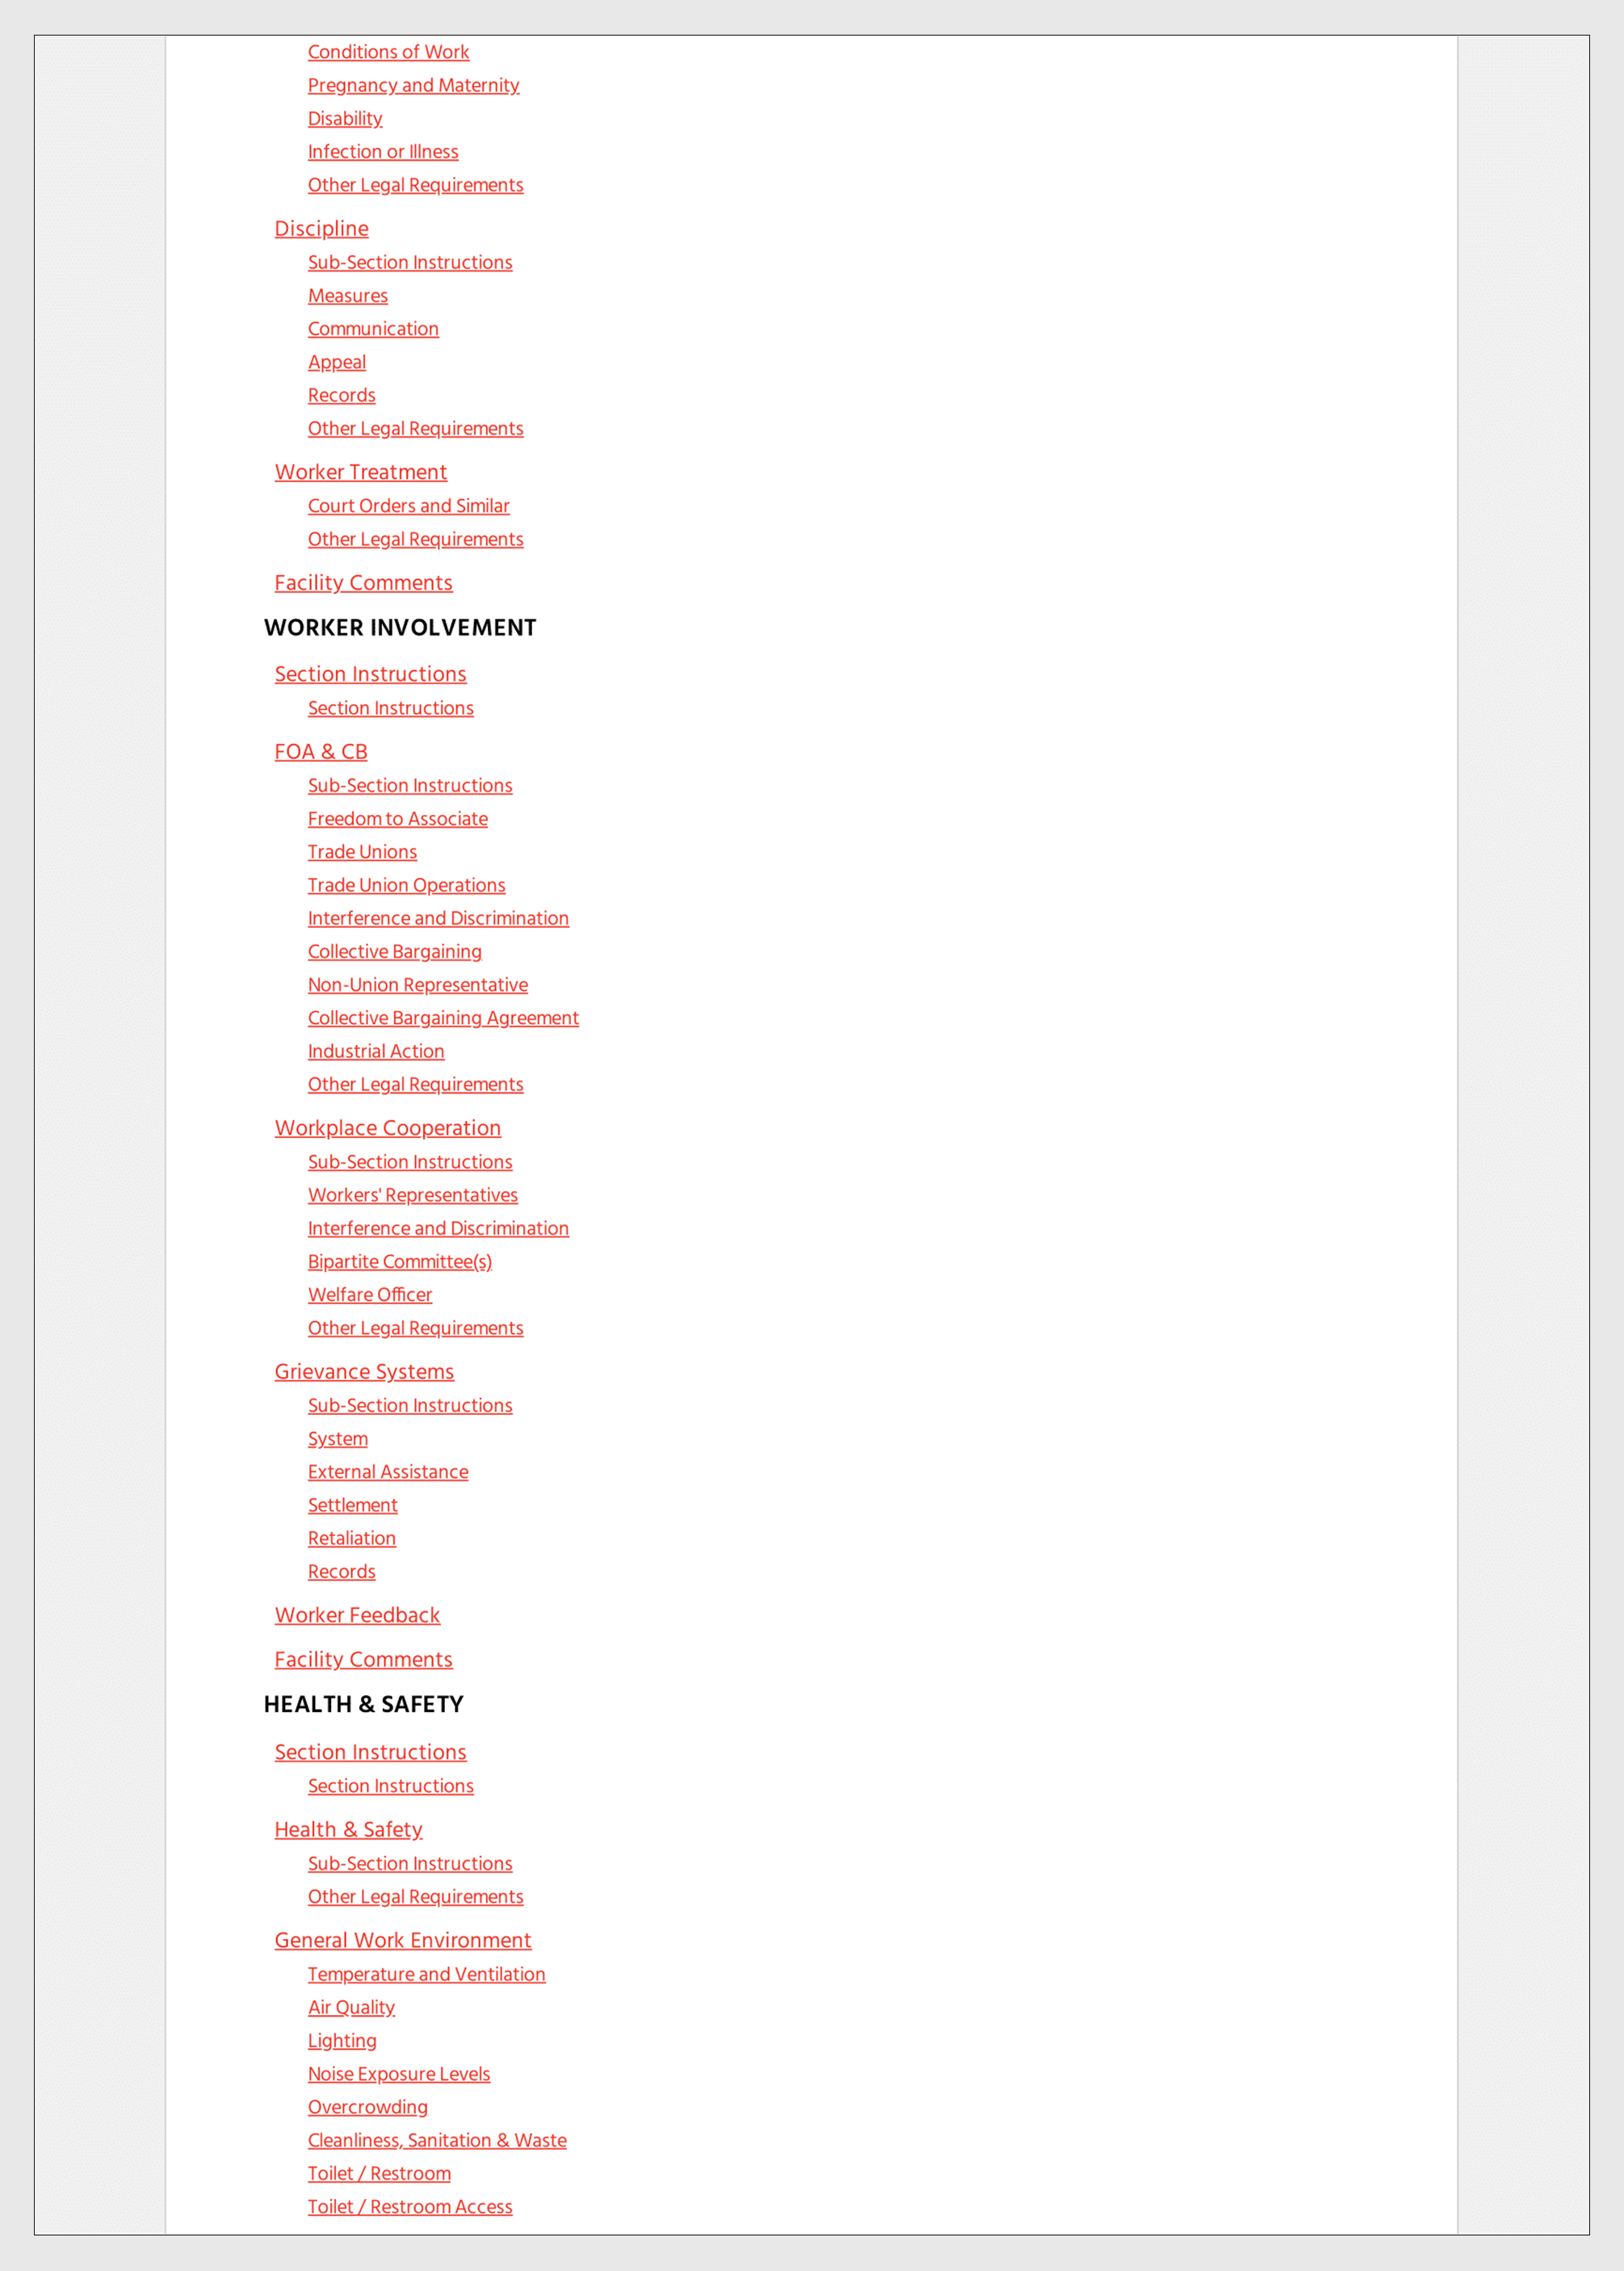 Conditions of Work
Pregnancy and Maternity
Disability
Infection or Illness
Other Legal Requirements
Discipline
Sub-Section Instructions
Measures
Communication
Appeal
Records
Other Legal Requirements
Worker Treatment
Court Orders and Similar
Other Legal Requirements
Facility Comments
WORKER INVOLVEMENT
Section Instructions
Section Instructions
FOA & CB
Sub-Section Instructions
Freedom to Associate
Trade Unions
Trade Union Operations
Interference and Discrimination
Collective Bargaining
Non-Union Representative
Collective Bargaining Agreement
Industrial Action
Other Legal Requirements
Workplace Cooperation
Sub-Section Instructions
Workers' Representatives
Interference and Discrimination
Bipartite Committee(s)
Welfare Officer
Other Legal Requirements
Grievance Systems
Sub-Section Instructions
System
External Assistance
Settlement
Retaliation
Records
Worker Feedback
Facility Comments
HEALTH & SAFETY
Section Instructions
Section Instructions
Health & Safety
Sub-Section Instructions
Other Legal Requirements
General Work Environment
Temperature and Ventilation
Air Quality
Lighting
Noise Exposure Levels
Overcrowding
Cleanliness, Sanitation & Waste
Toilet / Restroom
Toilet / Restroom Access